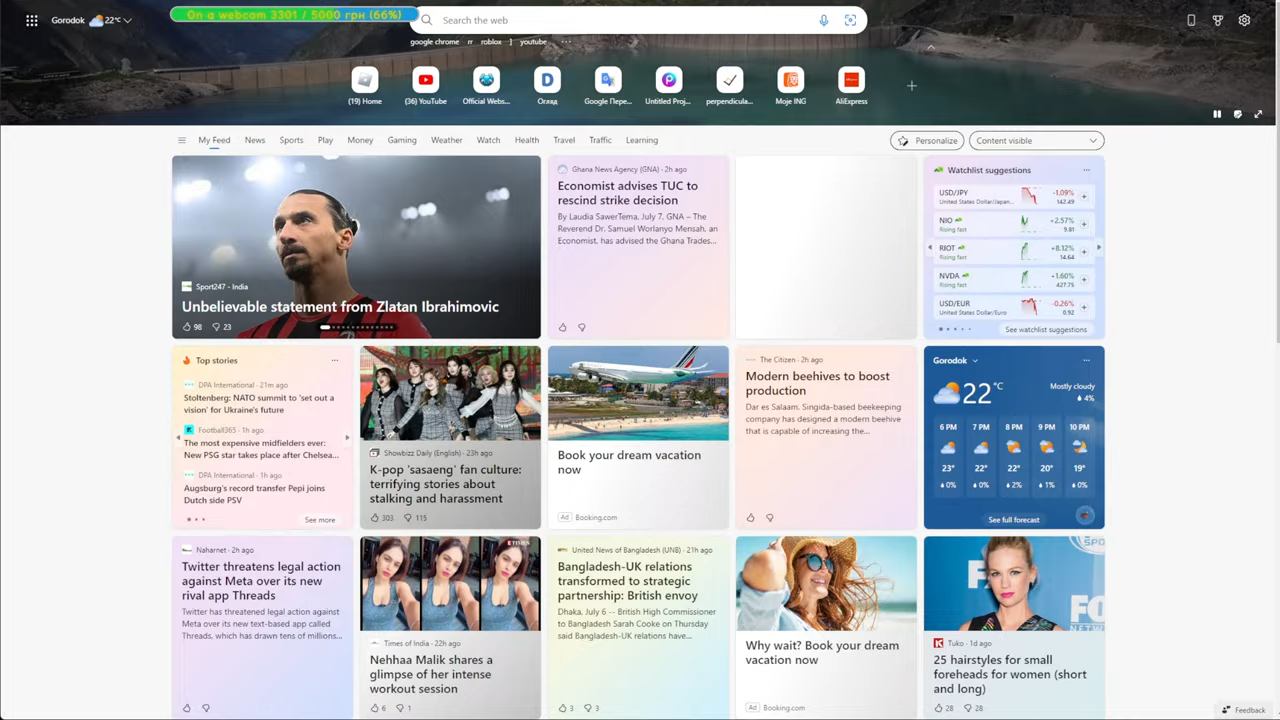 Gorodok 22 °C
On a webcam 3301 / 5000 грн (66%)
Search the web
google chrome rr roblox ] youtube ...
(19) Home
(36) YouTube
Official Webs...
Огляд
Google Пере...
Untitled Proj...
perpendicula...
Moje ING
AliExpress
My Feed News Sports Play Money Gaming Weather Watch Health Travel Traffic Learning
Personalize
Content visible
Sport247 - India
Unbelievable statement from Zlatan Ibrahimovic
98 23
Ghana News Agency (GNA) · 2h ago
Economist advises TUC to
rescind strike decision
By Laudia SawerTema, July 7, GNA – The
Reverend Dr. Samuel Worlanyo Mensah, an
Economist, has advised the Ghana Trades...
Watchlist suggestions
USD/JPY -1.09%
United States Dollar/Japan... 142.49
NIO +2.57%
Rising fast 9.81
RIOT +8.12%
Rising fast 14.64
NVDA +1.60%
Rising fast 427.75
USD/EUR -0.26%
United States Dollar/Euro 0.92
See watchlist suggestions
Top stories
DPA International · 21m ago
Stoltenberg: NATO summit to 'set out a
vision' for Ukraine's future
Football365 · 1h ago
The most expensive midfielders ever:
New PSG star takes place after Chelsea...
DPA International · 1h ago
Augsburg's record transfer Pepi joins
Dutch side PSV
See more
Showbizz Daily (English) · 23h ago
K-pop 'sasaeng' fan culture:
terrifying stories about
stalking and harassment
303 115
Book your dream vacation
now
Ad Booking.com
The Citizen · 2h ago
Modern beehives to boost
production
Dar es Salaam. Singida-based beekeeping
company has designed a modern beehive
that is capable of increasing the...
Gorodok
22°C Mostly cloudy
4%
6 PM 7 PM 8 PM 9 PM 10 PM
23° 22° 22° 20° 19°
0% 0% 2% 1% 0%
See full forecast
Naharnet · 2h ago
Twitter threatens legal action
against Meta over its new
rival app Threads
Twitter has threatened legal action against
Meta over its new text-based app called
Threads, which has drawn tens of millions...
ETIMES
Times of India · 22h ago
Nehhaa Malik shares a
glimpse of her intense
workout session
6 1
United News of Bangladesh (UNB) · 21h ago
Bangladesh-UK relations
transformed to strategic
partnership: British envoy
Dhaka, July 6 -- British High Commissioner
to Bangladesh Sarah Cooke on Thursday
said Bangladesh-UK relations have...
3 3
Why wait? Book your dream
vacation now
Ad Booking.com
Tuko · 1d ago
25 hairstyles for small
foreheads for women (short
and long)
28 28
Feedback